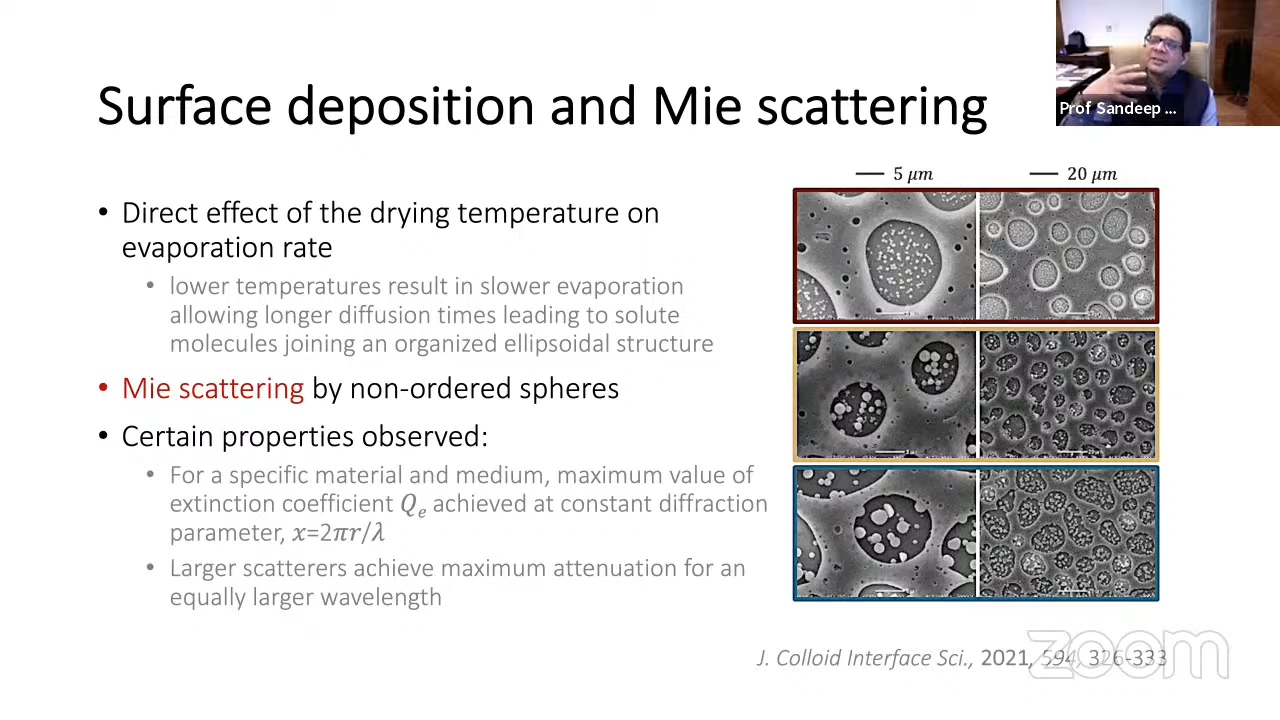 Prof Sandeep ...
Surface deposition and Mie scattering
5 μm
20 μm
• Direct effect of the drying temperature on
evaporation rate
• lower temperatures result in slower evaporation
allowing longer diffusion times leading to solute
molecules joining an organized ellipsoidal structure
• Mie scattering by non-ordered spheres
• Certain properties observed:
• For a specific material and medium, maximum value of
extinction coefficient Qₑ achieved at constant diffraction
parameter, x=2πr/λ
• Larger scatterers achieve maximum attenuation for an
equally larger wavelength
J. Colloid Interface Sci., 2021, 594, 326-333
zoom